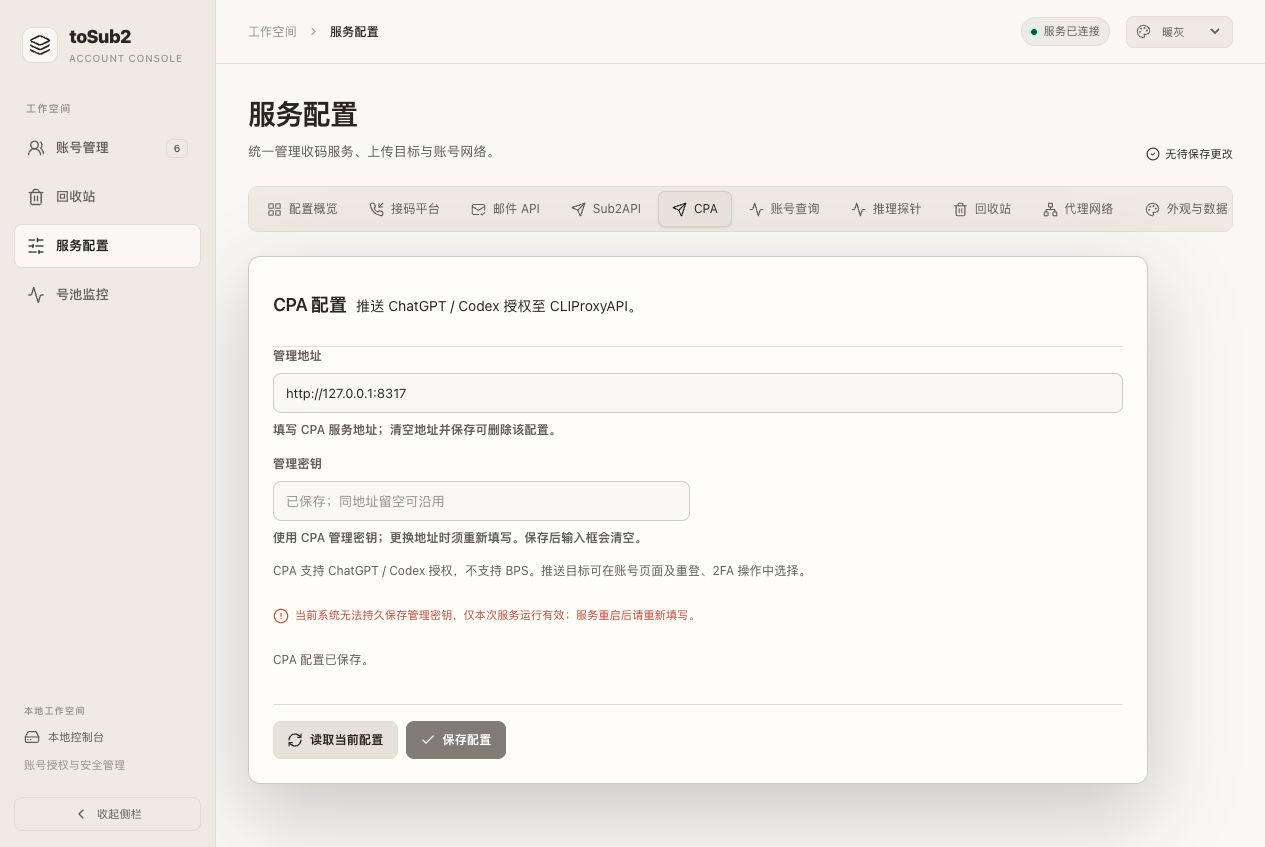 toSub2
ACCOUNT CONSOLE
工作空间
账号管理 6
回收站
服务配置
号池监控
本地工作空间
本地控制台
账号授权与安全管理
收起侧栏
工作空间 服务配置
服务已连接
暖灰
服务配置
统一管理收码服务、上传目标与账号网络。
无待保存更改
配置概览 接码平台 邮件 API Sub2API CPA 账号查询 推理探针 回收站 代理网络 外观与数据
CPA 配置 推送 ChatGPT / Codex 授权至 CLIProxyAPI。
管理地址
http://127.0.0.1:8317
填写 CPA 服务地址；清空地址并保存可删除该配置。
管理密钥
已保存；同地址留空可沿用
使用 CPA 管理密钥；更换地址时须重新填写。保存后输入框会清空。
CPA 支持 ChatGPT / Codex 授权，不支持 BPS。推送目标可在账号页面及重登、2FA 操作中选择。
当前系统无法持久保存管理密钥，仅本次服务运行有效；服务重启后请重新填写。
CPA 配置已保存。
读取当前配置 保存配置